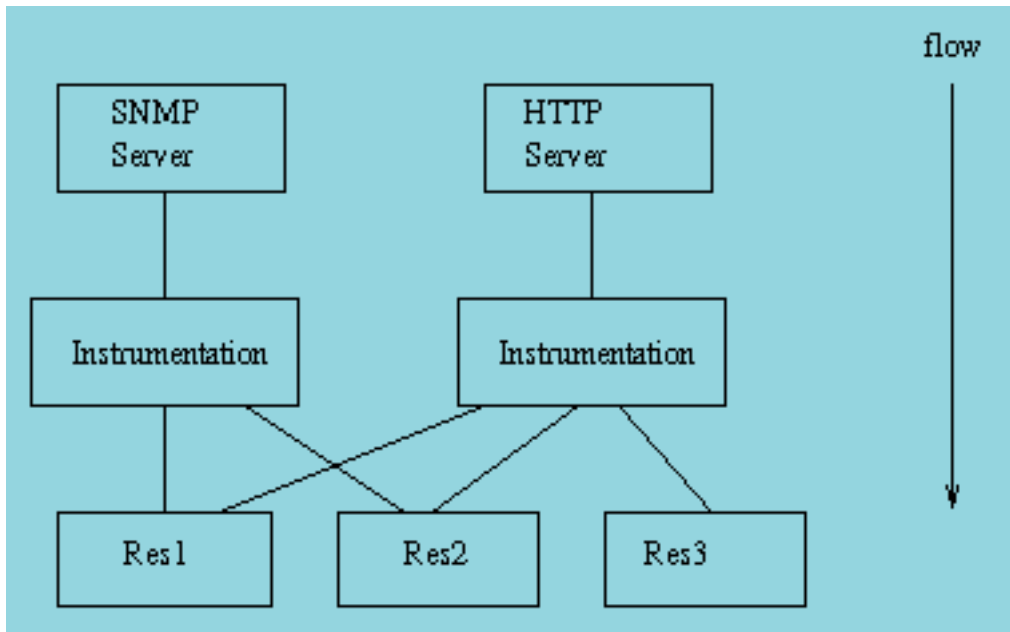 flow
SNMP
Server
HTTP
Server
Instrumentation
Instrumentation
Res1
Res2
Res3